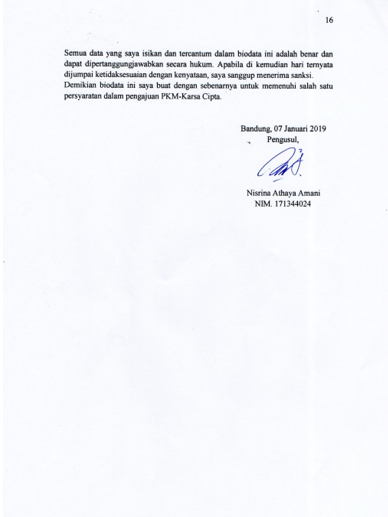 16
Semua data yang saya isikan dan tercantum dalam biodata ini adalah benar dan
dapat dipertanggungjawabkan secara hukum. Apabila di kemudian hari ternyata
dijumpai ketidaksesuaian dengan kenyataan, saya sanggup menerima sanksi.
Demikian biodata ini saya buat dengan sebenarnya untuk memenuhi salah satu
persyaratan dalam pengajuan PKM-Karsa Cipta.
Bandung, 07 Januari 2019
Pengusul,
Nisrina Athaya Amani
NIM. 171344024